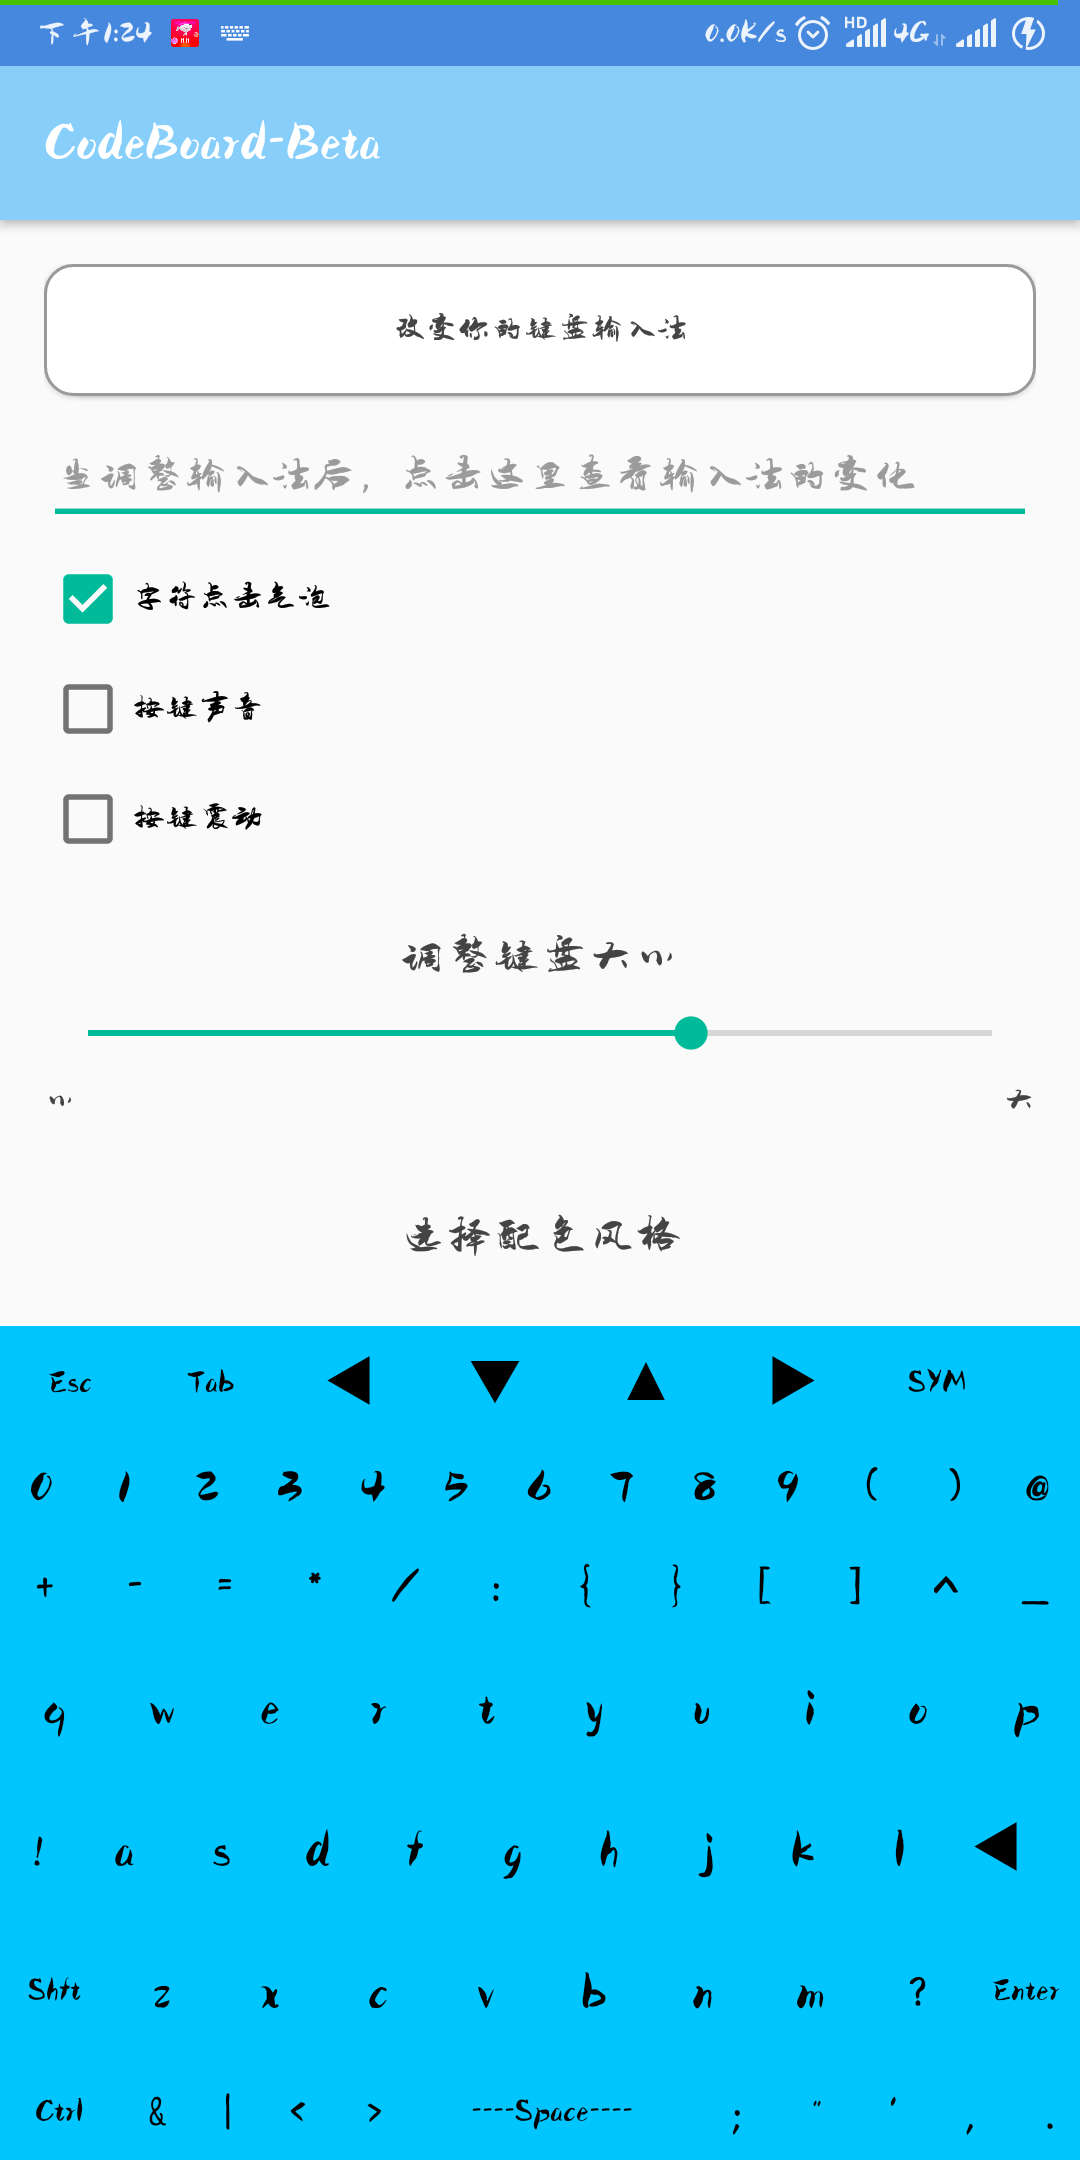 下午1:24 0.0K/s HD 4G
CodeBoard-Beta
改变你的键盘输入法
当调整输入法后，点击这里查看输入法的变化
字符点击气泡
按键声音
按键震动
调整键盘大小
小 大
选择配色风格
Esc Tab ◀ ▼ ▲ ▶ SYM
0 1 2 3 4 5 6 7 8 9 ( ) @
+ - = * / : { } [ ] ^ _
q w e r t y u i o p
! a s d f g h j k l ◀
Shft z x c v b n m ? Enter
Ctrl & | < > ----Space---- ; " ' , .